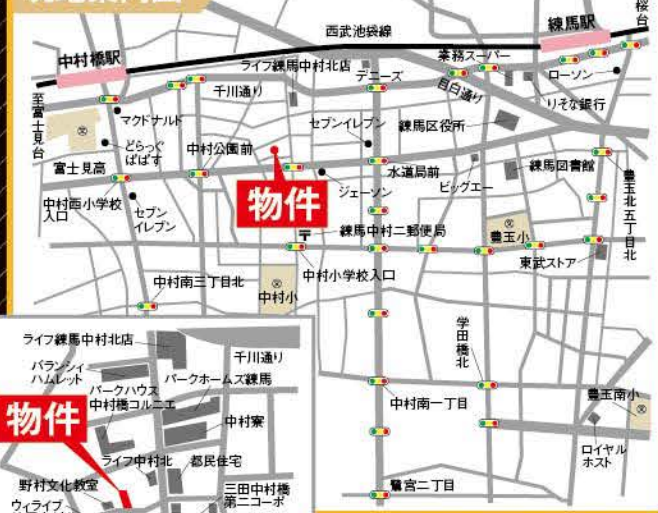 西武池袋線
練馬駅
桜台
中村橋駅
ライフ練馬中村北店
デニーズ
業務スーパー
ローソン
目白通り
りそな銀行
千川通り
至富士見台
マクドナルド
どらっぐ
ぱぱす
セブンイレブン
練馬区役所
中村公園前
富士見高
水道局前
ビッグエー
練馬図書館
豊玉北五丁目北
ジェーソン
物件
中村西小学校
入口
セブン
イレブン
練馬中村二郵便局
豊玉小
東武ストア
中村小学校入口
中村南三丁目北
中村小
学田橋北
中村南一丁目
豊玉南小
ロイヤル
ホスト
鷺宮二丁目
ライフ練馬中村北店
千川通り
バランシィ
ハムレット
パークハウス
中村橋コルニエ
パークホームズ練馬
物件
中村寮
ライフ中村北
都民住宅
野村文化教室
三田中村橋
第二コーポ
ウィライブ